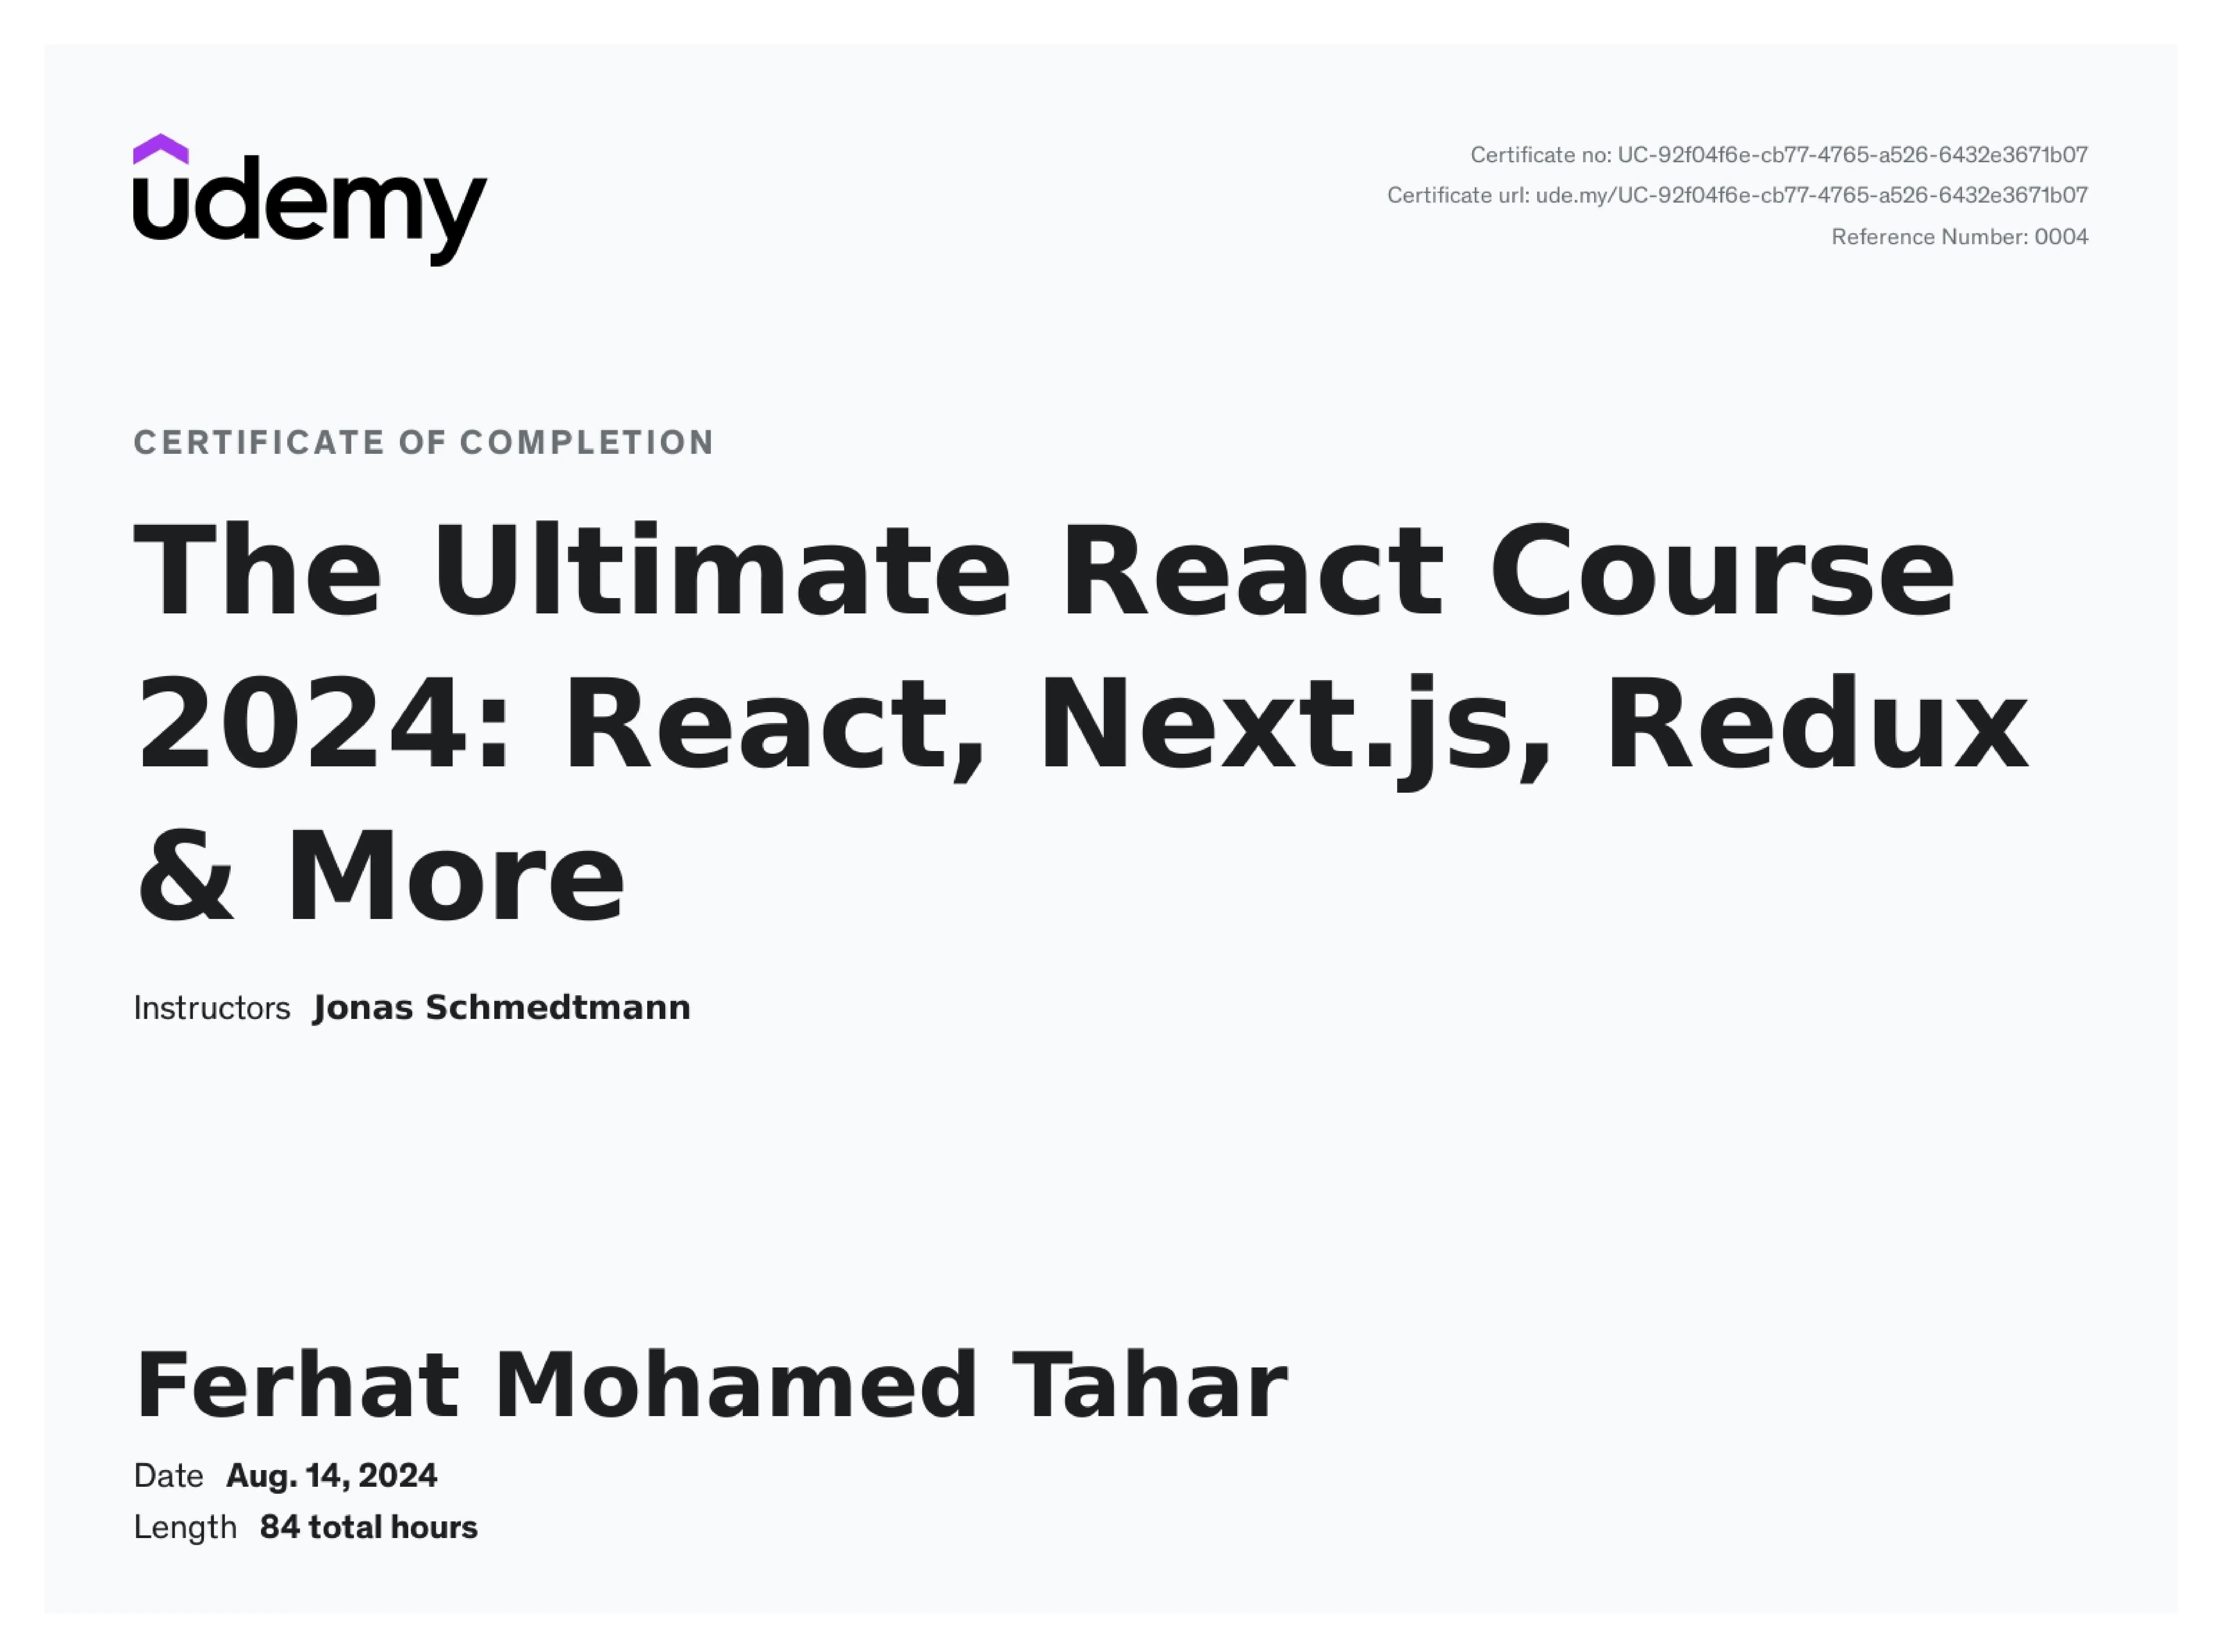 udemy
Certificate no: UC-92f04f6e-cb77-4765-a526-6432e3671b07
Certificate url: ude.my/UC-92f04f6e-cb77-4765-a526-6432e3671b07
Reference Number: 0004
CERTIFICATE OF COMPLETION
The Ultimate React Course
2024: React, Next.js, Redux
& More
Instructors Jonas Schmedtmann
Ferhat Mohamed Tahar
Date Aug. 14, 2024
Length 84 total hours